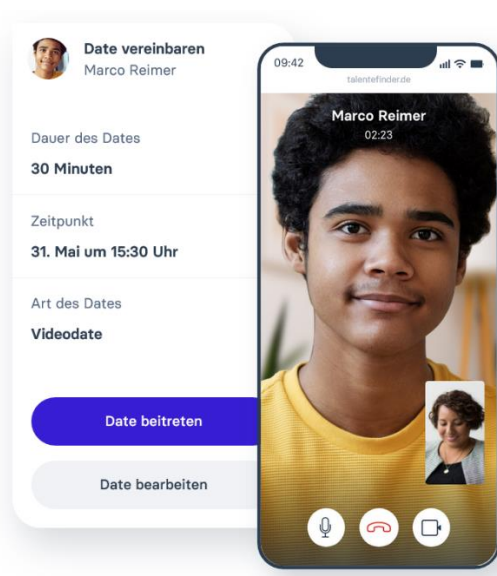 Date vereinbaren
Marco Reimer
Dauer des Dates
30 Minuten
Zeitpunkt
31. Mai um 15:30 Uhr
Art des Dates
Videodate
Date beitreten
Date bearbeiten
09:42
talentefinder.de
Marco Reimer
02:23